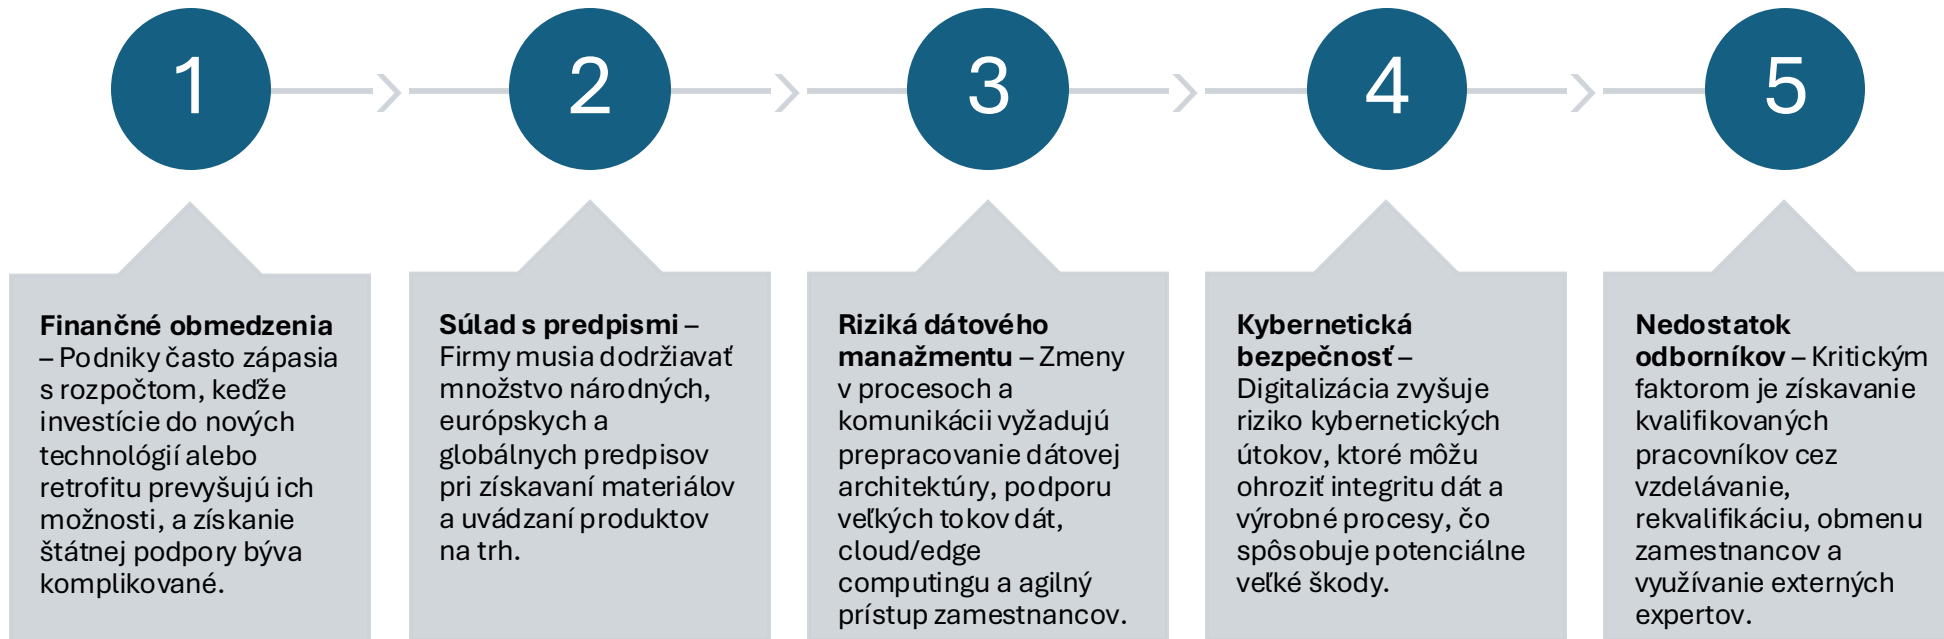 1
2
3
4
5
Finančné obmedzenia
– Podniky často zápasia
s rozpočtom, keďže
investície do nových
technológií alebo
retrofitu prevyšujú ich
možnosti, a získanie
štátnej podpory býva
komplikované.
Súlad s predpismi –
Firmy musia dodržiavať
množstvo národných,
európskych a
globálnych predpisov
pri získavaní materiálov
a uvádzaní produktov
na trh.
Riziká dátového
manažmentu – Zmeny
v procesoch a
komunikácii vyžadujú
prepracovanie dátovej
architektúry, podporu
veľkých tokov dát,
cloud/edge
computingu a agilný
prístup zamestnancov.
Kybernetická
bezpečnosť –
Digitalizácia zvyšuje
riziko kybernetických
útokov, ktoré môžu
ohroziť integritu dát a
výrobné procesy, čo
spôsobuje potenciálne
veľké škody.
Nedostatok
odborníkov – Kritickým
faktorom je získavanie
kvalifikovaných
pracovníkov cez
vzdelávanie,
rekvalifikáciu, obmenu
zamestnancov a
využívanie externých
expertov.